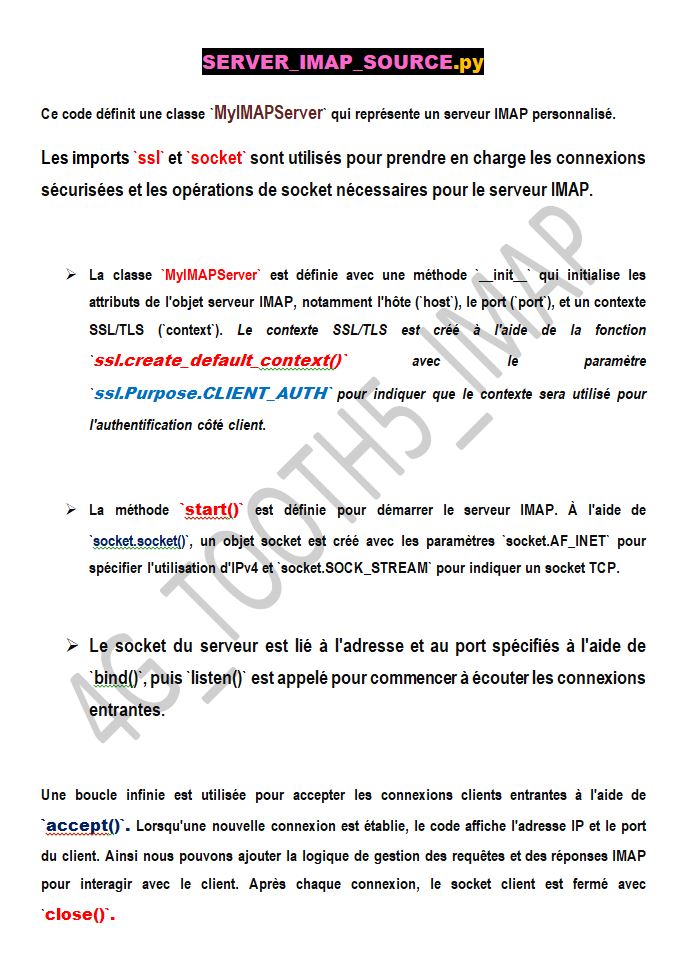 SERVER_IMAP_SOURCE.py
Ce code définit une classe `MyIMAPServer` qui représente un serveur IMAP personnalisé.
Les imports `ssl` et `socket` sont utilisés pour prendre en charge les connexions
sécurisées et les opérations de socket nécessaires pour le serveur IMAP.
➢ La classe `MyIMAPServer` est définie avec une méthode `__init__` qui initialise les
attributs de l'objet serveur IMAP, notamment l'hôte (`host`), le port (`port`), et un contexte
SSL/TLS (`context`). Le contexte SSL/TLS est créé à l'aide de la fonction
`ssl.create_default_context()` avec le paramètre
`ssl.Purpose.CLIENT_AUTH` pour indiquer que le contexte sera utilisé pour
l'authentification côté client.
➢ La méthode `start()` est définie pour démarrer le serveur IMAP. À l'aide de
`socket.socket()`, un objet socket est créé avec les paramètres `socket.AF_INET` pour
spécifier l'utilisation d'IPv4 et `socket.SOCK_STREAM` pour indiquer un socket TCP.
➢ Le socket du serveur est lié à l'adresse et au port spécifiés à l'aide de
`bind()`, puis `listen()` est appelé pour commencer à écouter les connexions
entrantes.
Une boucle infinie est utilisée pour accepter les connexions clients entrantes à l'aide de
`accept()`. Lorsqu'une nouvelle connexion est établie, le code affiche l'adresse IP et le port
du client. Ainsi nous pouvons ajouter la logique de gestion des requêtes et des réponses IMAP
pour interagir avec le client. Après chaque connexion, le socket client est fermé avec
`close()`.
4G_TOOTH5_IMAP